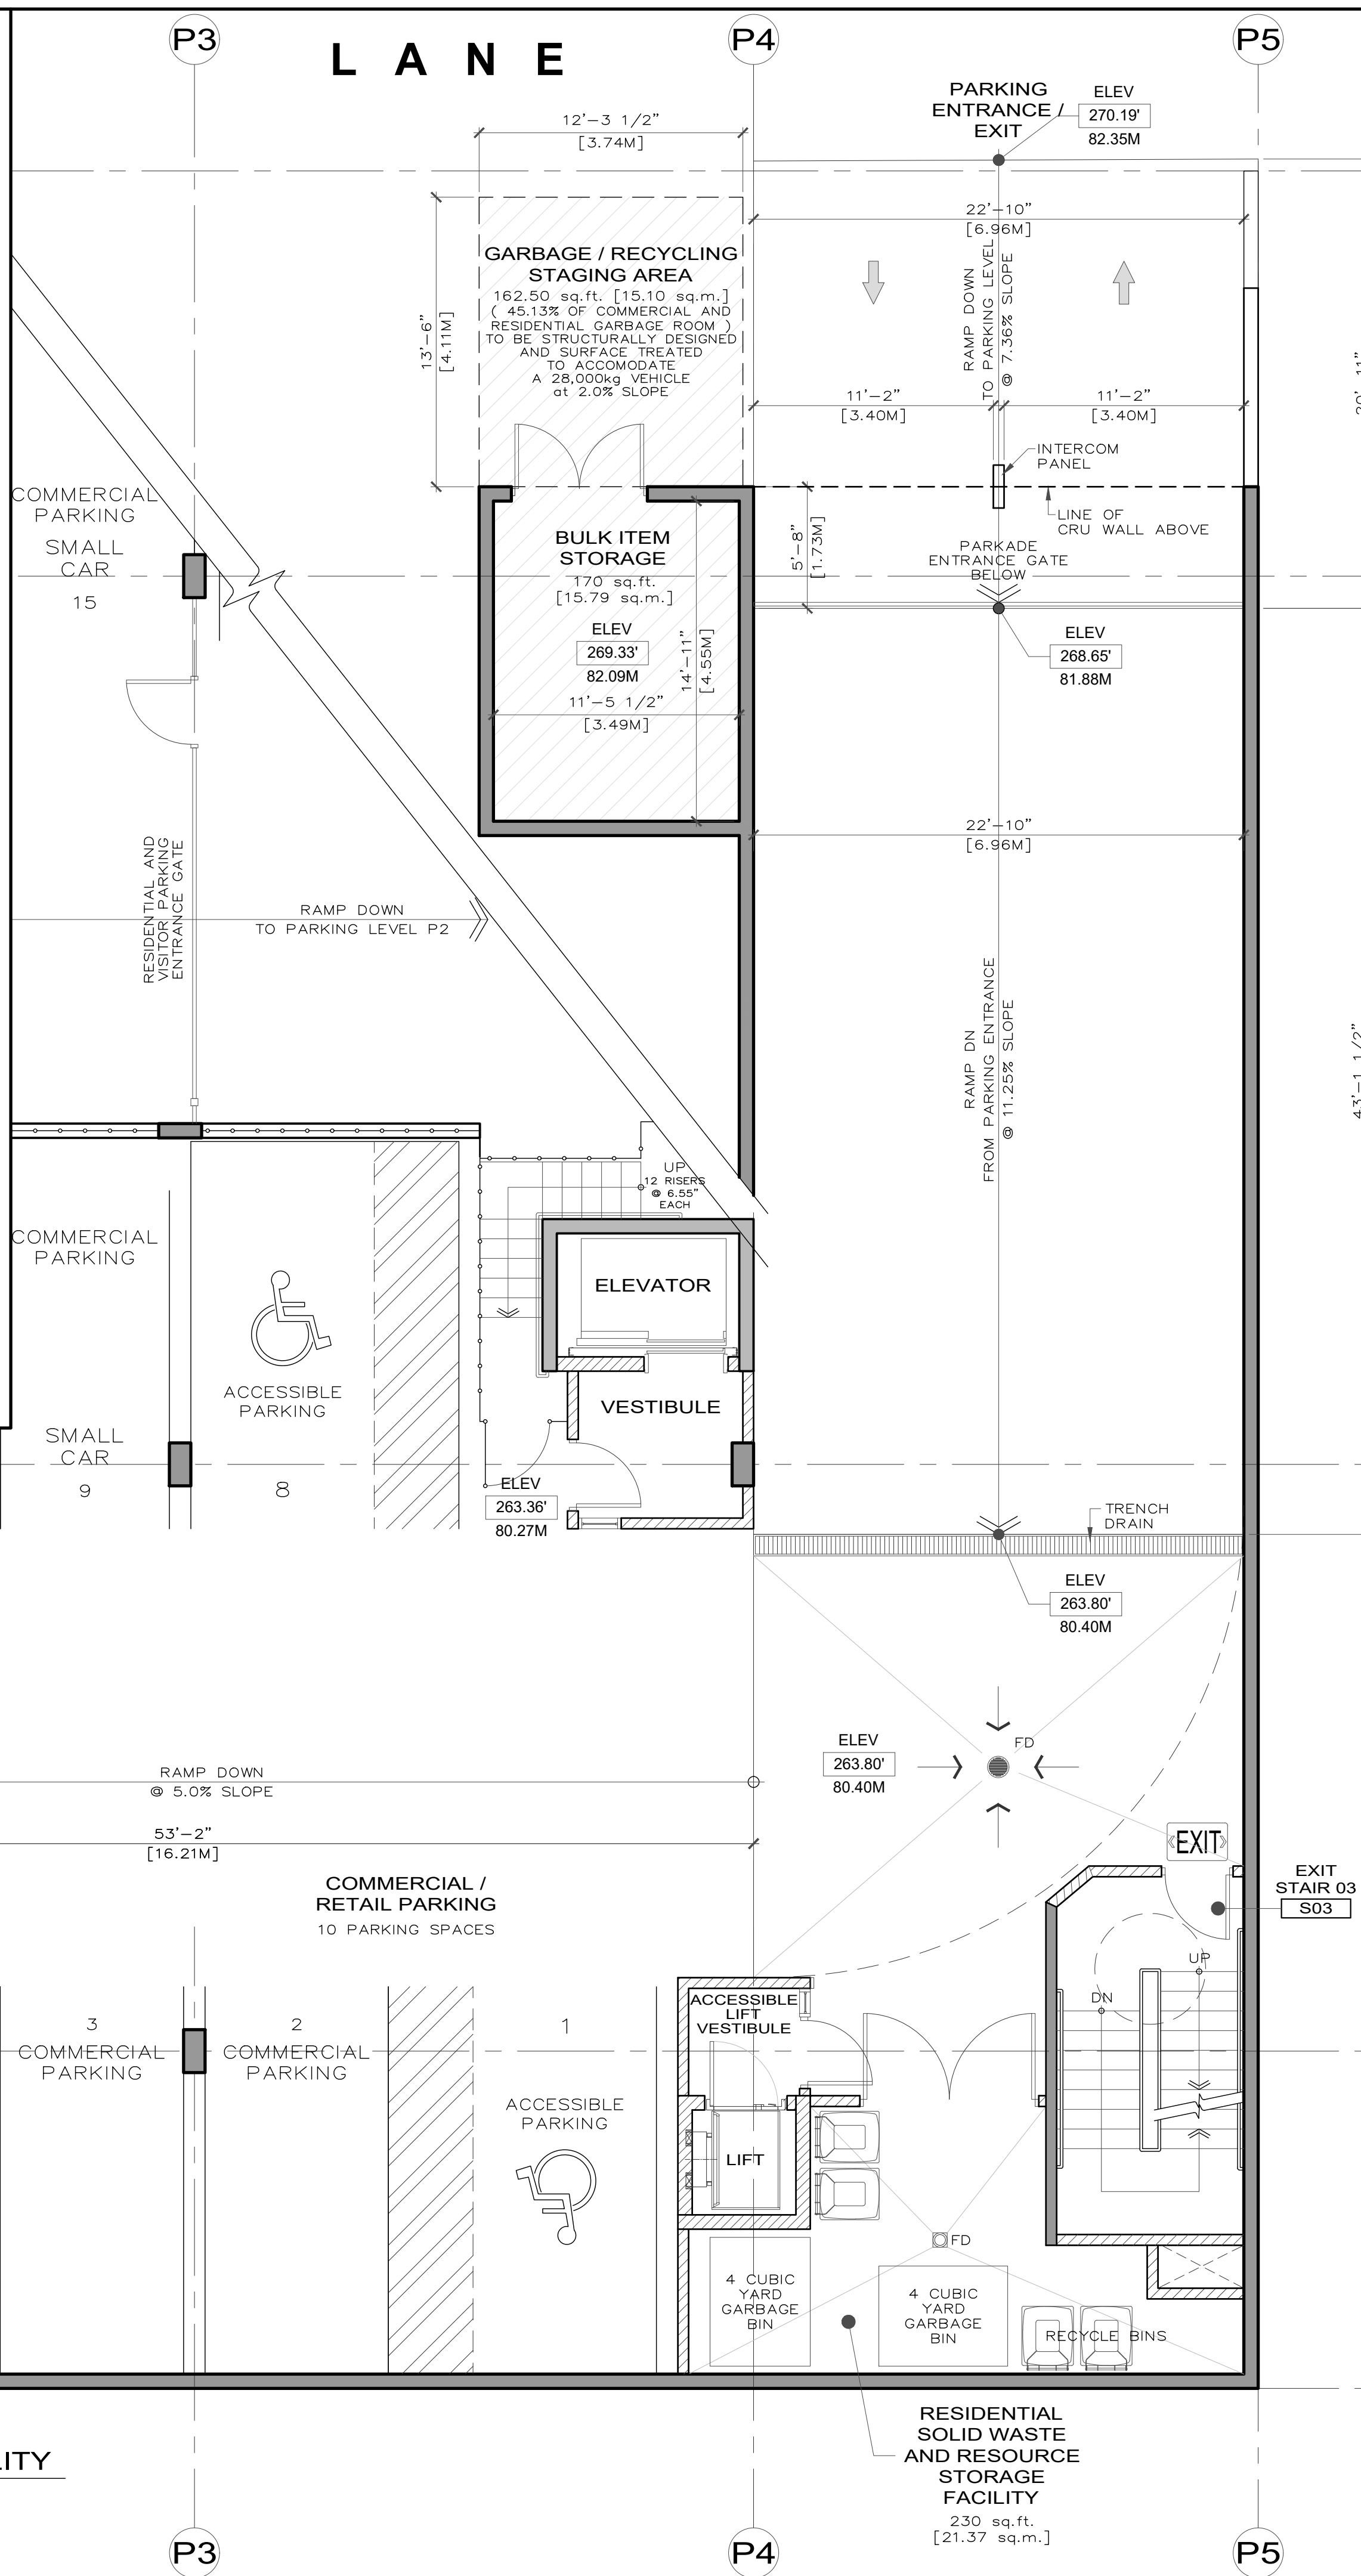 P3
LANE
P4
P5
PARKING
ENTRANCE /
EXIT
ELEV
270.19'
82.35M
12'-3 1/2"
[3.74M]
22'-10"
[6.96M]
GARBAGE / RECYCLING
STAGING AREA
162.50 sq.ft. [15.10 sq.m.]
( 45.13% OF COMMERCIAL AND
RESIDENTIAL GARBAGE ROOM )
TO BE STRUCTURALLY DESIGNED
AND SURFACE TREATED
TO ACCOMODATE
A 28,000kg VEHICLE
at 2.0% SLOPE
13'-6"
[4.11M]
RAMP DOWN
TO PARKING LEVEL
@ 7.36% SLOPE
11'-2"
[3.40M]
11'-2"
[3.40M]
INTERCOM
PANEL
LINE OF
CRU WALL ABOVE
COMMERCIAL
PARKING
SMALL
CAR
15
BULK ITEM
STORAGE
170 sq.ft.
[15.79 sq.m.]
ELEV
269.33'
82.09M
14'-11"
[4.55M]
11'-5 1/2"
[3.49M]
5'-8"
[1.73M]
PARKADE
ENTRANCE GATE
BELOW
ELEV
268.65'
81.88M
22'-10"
[6.96M]
RESIDENTIAL AND
VISITOR PARKING
ENTRANCE GATE
RAMP DOWN
TO PARKING LEVEL P2
RAMP DN
FROM PARKING ENTRANCE
@ 11.25% SLOPE
43'-1 1/2"
UP
12 RISERS
@ 6.55"
EACH
COMMERCIAL
PARKING
ELEVATOR
ACCESSIBLE
PARKING
VESTIBULE
SMALL
CAR
9
8
ELEV
263.36'
80.27M
TRENCH
DRAIN
ELEV
263.80'
80.40M
ELEV
263.80'
80.40M
FD
RAMP DOWN
@ 5.0% SLOPE
53'-2"
[16.21M]
EXIT
EXIT
STAIR 03
S03
COMMERCIAL /
RETAIL PARKING
10 PARKING SPACES
UP
DN
ACCESSIBLE
LIFT
VESTIBULE
3
COMMERCIAL
PARKING
2
COMMERCIAL
PARKING
1
ACCESSIBLE
PARKING
LIFT
FD
4 CUBIC
YARD
GARBAGE
BIN
4 CUBIC
YARD
GARBAGE
BIN
RECYCLE BINS
RESIDENTIAL
SOLID WASTE
AND RESOURCE
STORAGE
FACILITY
230 sq.ft.
[21.37 sq.m.]
P3
P4
P5